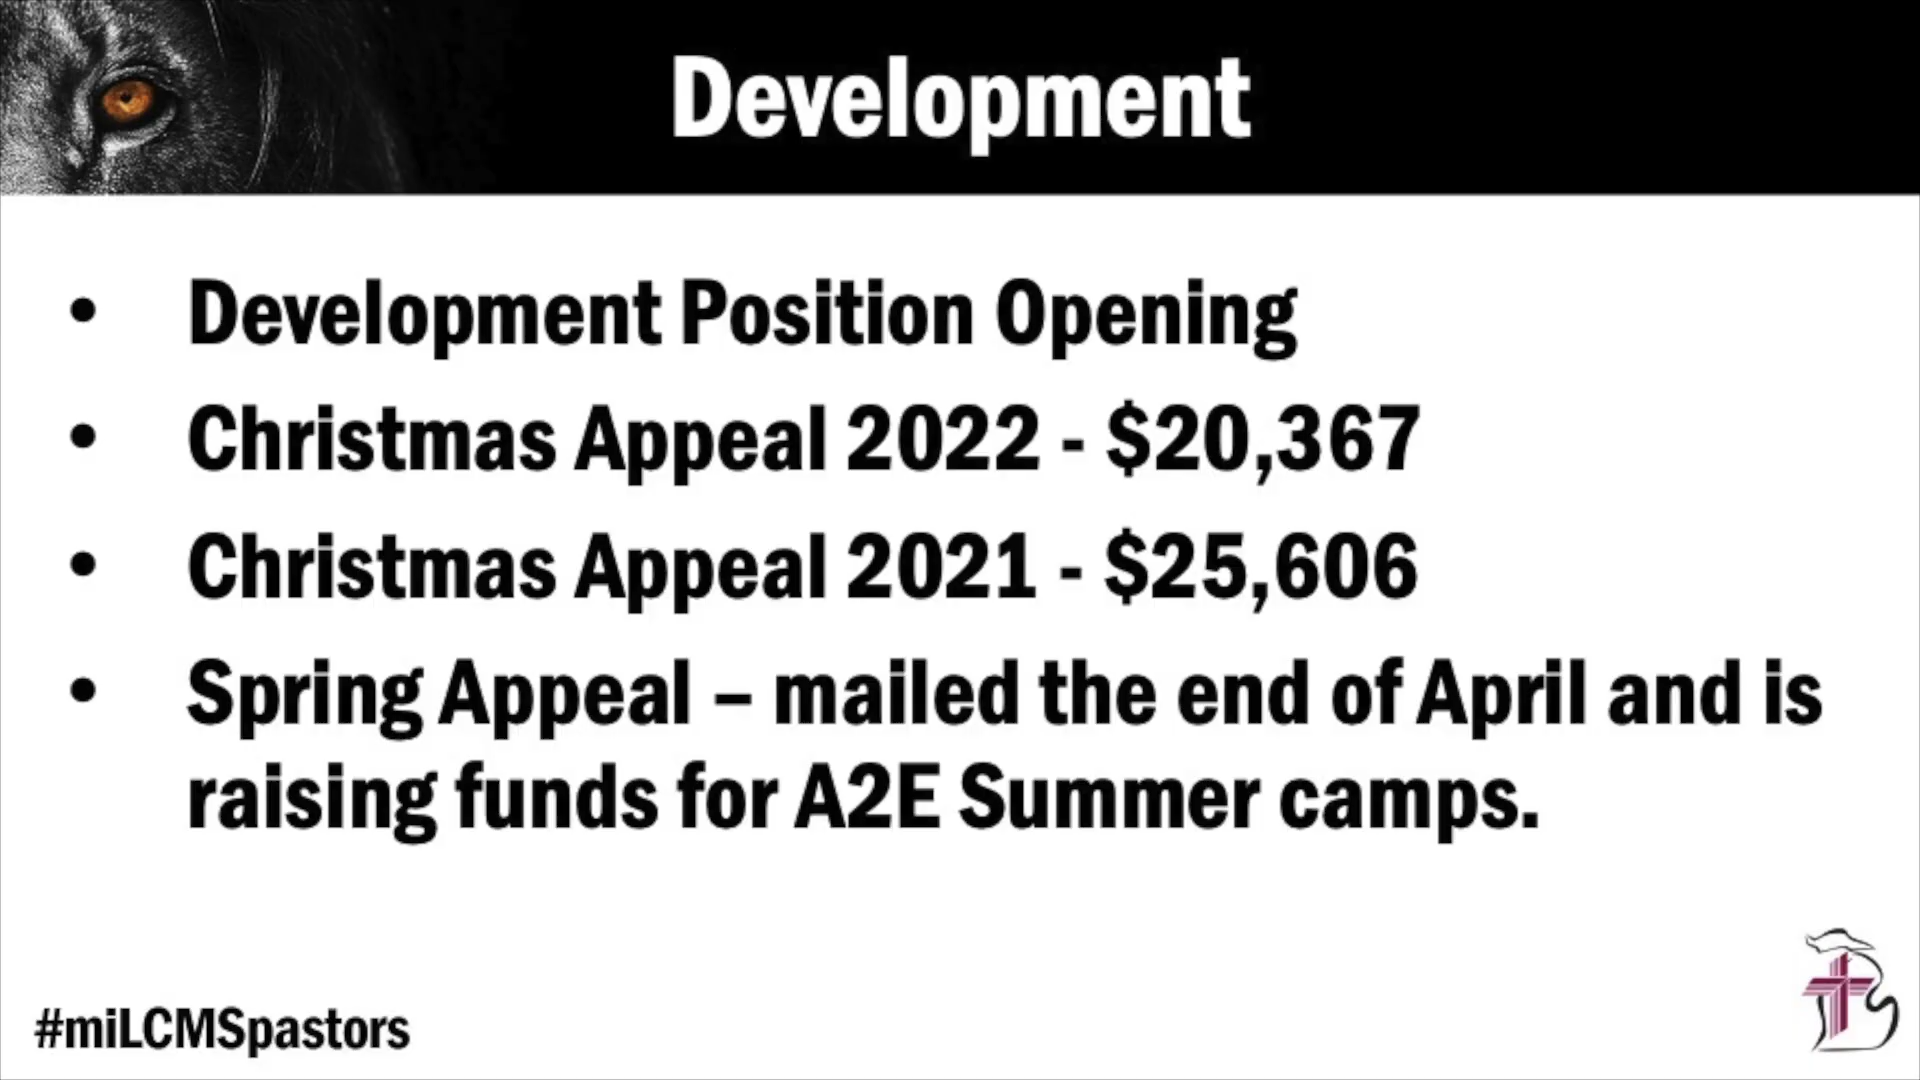 Development
• Development Position Opening
• Christmas Appeal 2022 - $20,367
• Christmas Appeal 2021 - $25,606
• Spring Appeal – mailed the end of April and is
raising funds for A2E Summer camps.
#miLCMSpastors